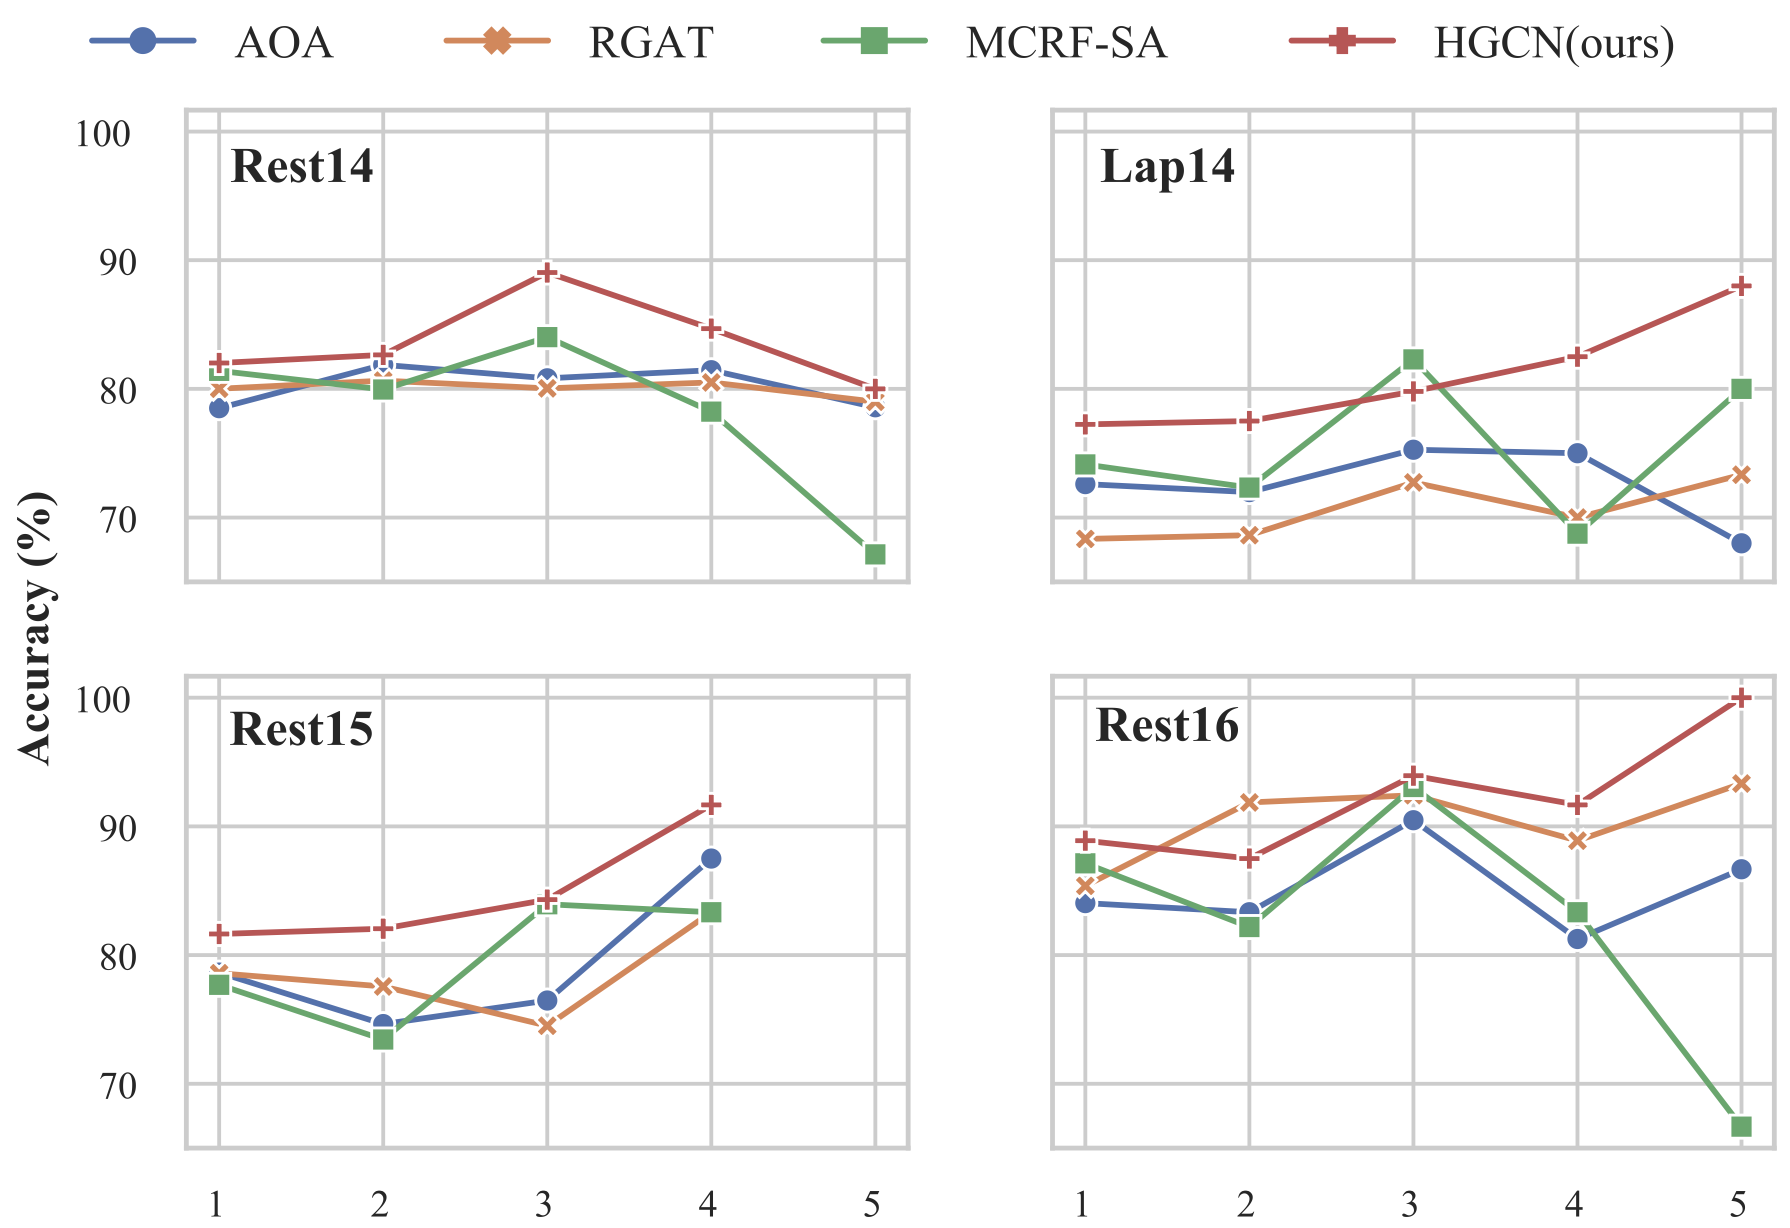 AOA RGAT MCRF-SA HGCN(ours)
Accuracy (%)
100
90
80
70
Rest14
Lap14
100
90
80
70
Rest15
Rest16
1 2 3 4 5
1 2 3 4 5